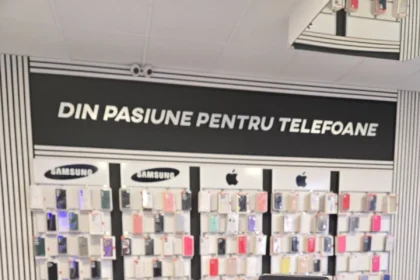 DIN PASIUNE PENTRU TELEFOANE
SAMSUNG SAMSUNG